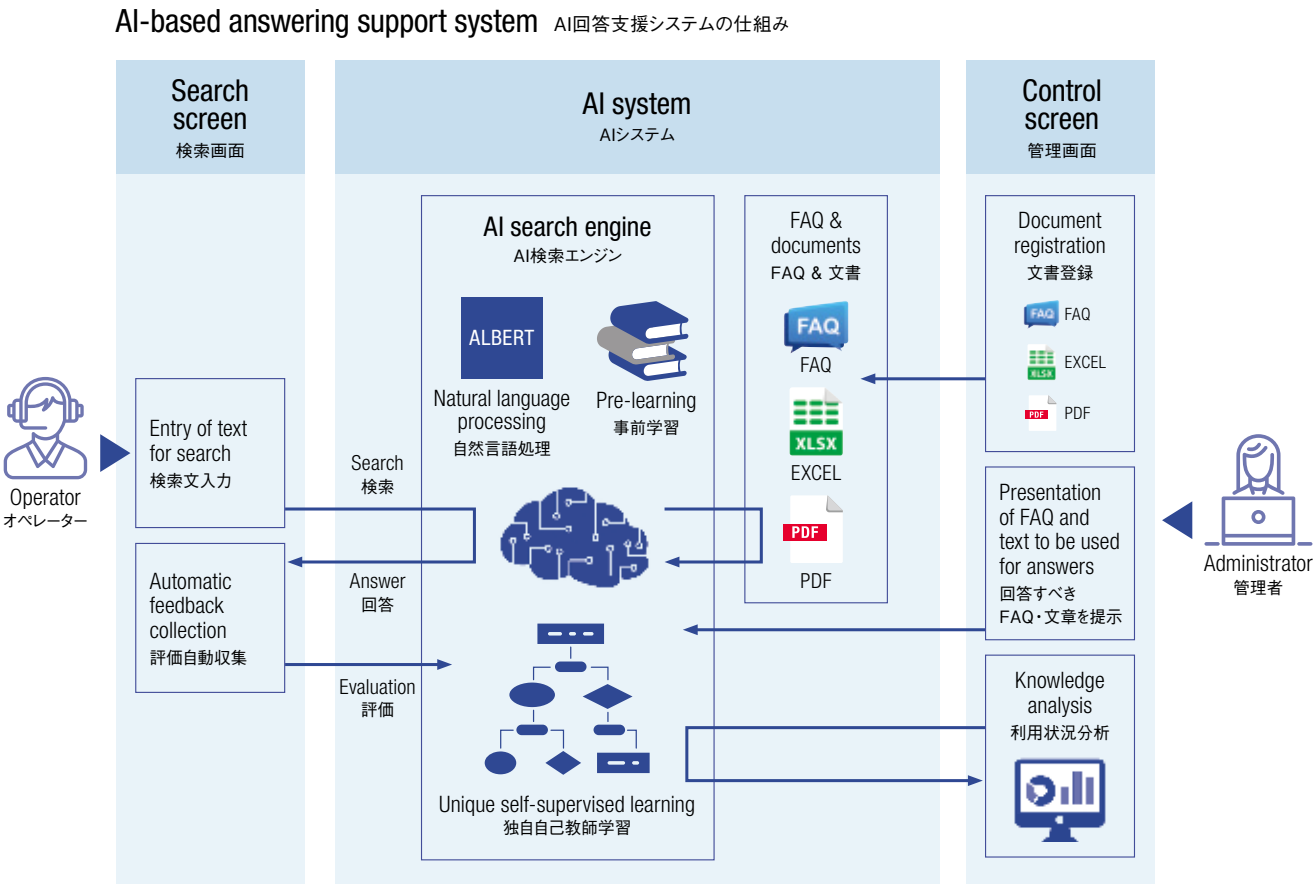 AI-based answering support system AI回答支援システムの仕組み
Search
screen
検索画面
AI system
AIシステム
Control
screen
管理画面
Operator
オペレーター
Entry of text
for search
検索文入力
Automatic
feedback
collection
評価自動収集
Search
検索
Answer
回答
Evaluation
評価
AI search engine
AI検索エンジン
ALBERT
Natural language
processing
自然言語処理
Pre-learning
事前学習
Unique self-supervised learning
独自自己教師学習
FAQ &
documents
FAQ & 文書
FAQ
FAQ
XLSX
EXCEL
PDF
PDF
Document
registration
文書登録
FAQ FAQ
XLSX EXCEL
PDF PDF
Presentation
of FAQ and
text to be used
for answers
回答すべき
FAQ・文章を提示
Knowledge
analysis
利用状況分析
Administrator
管理者